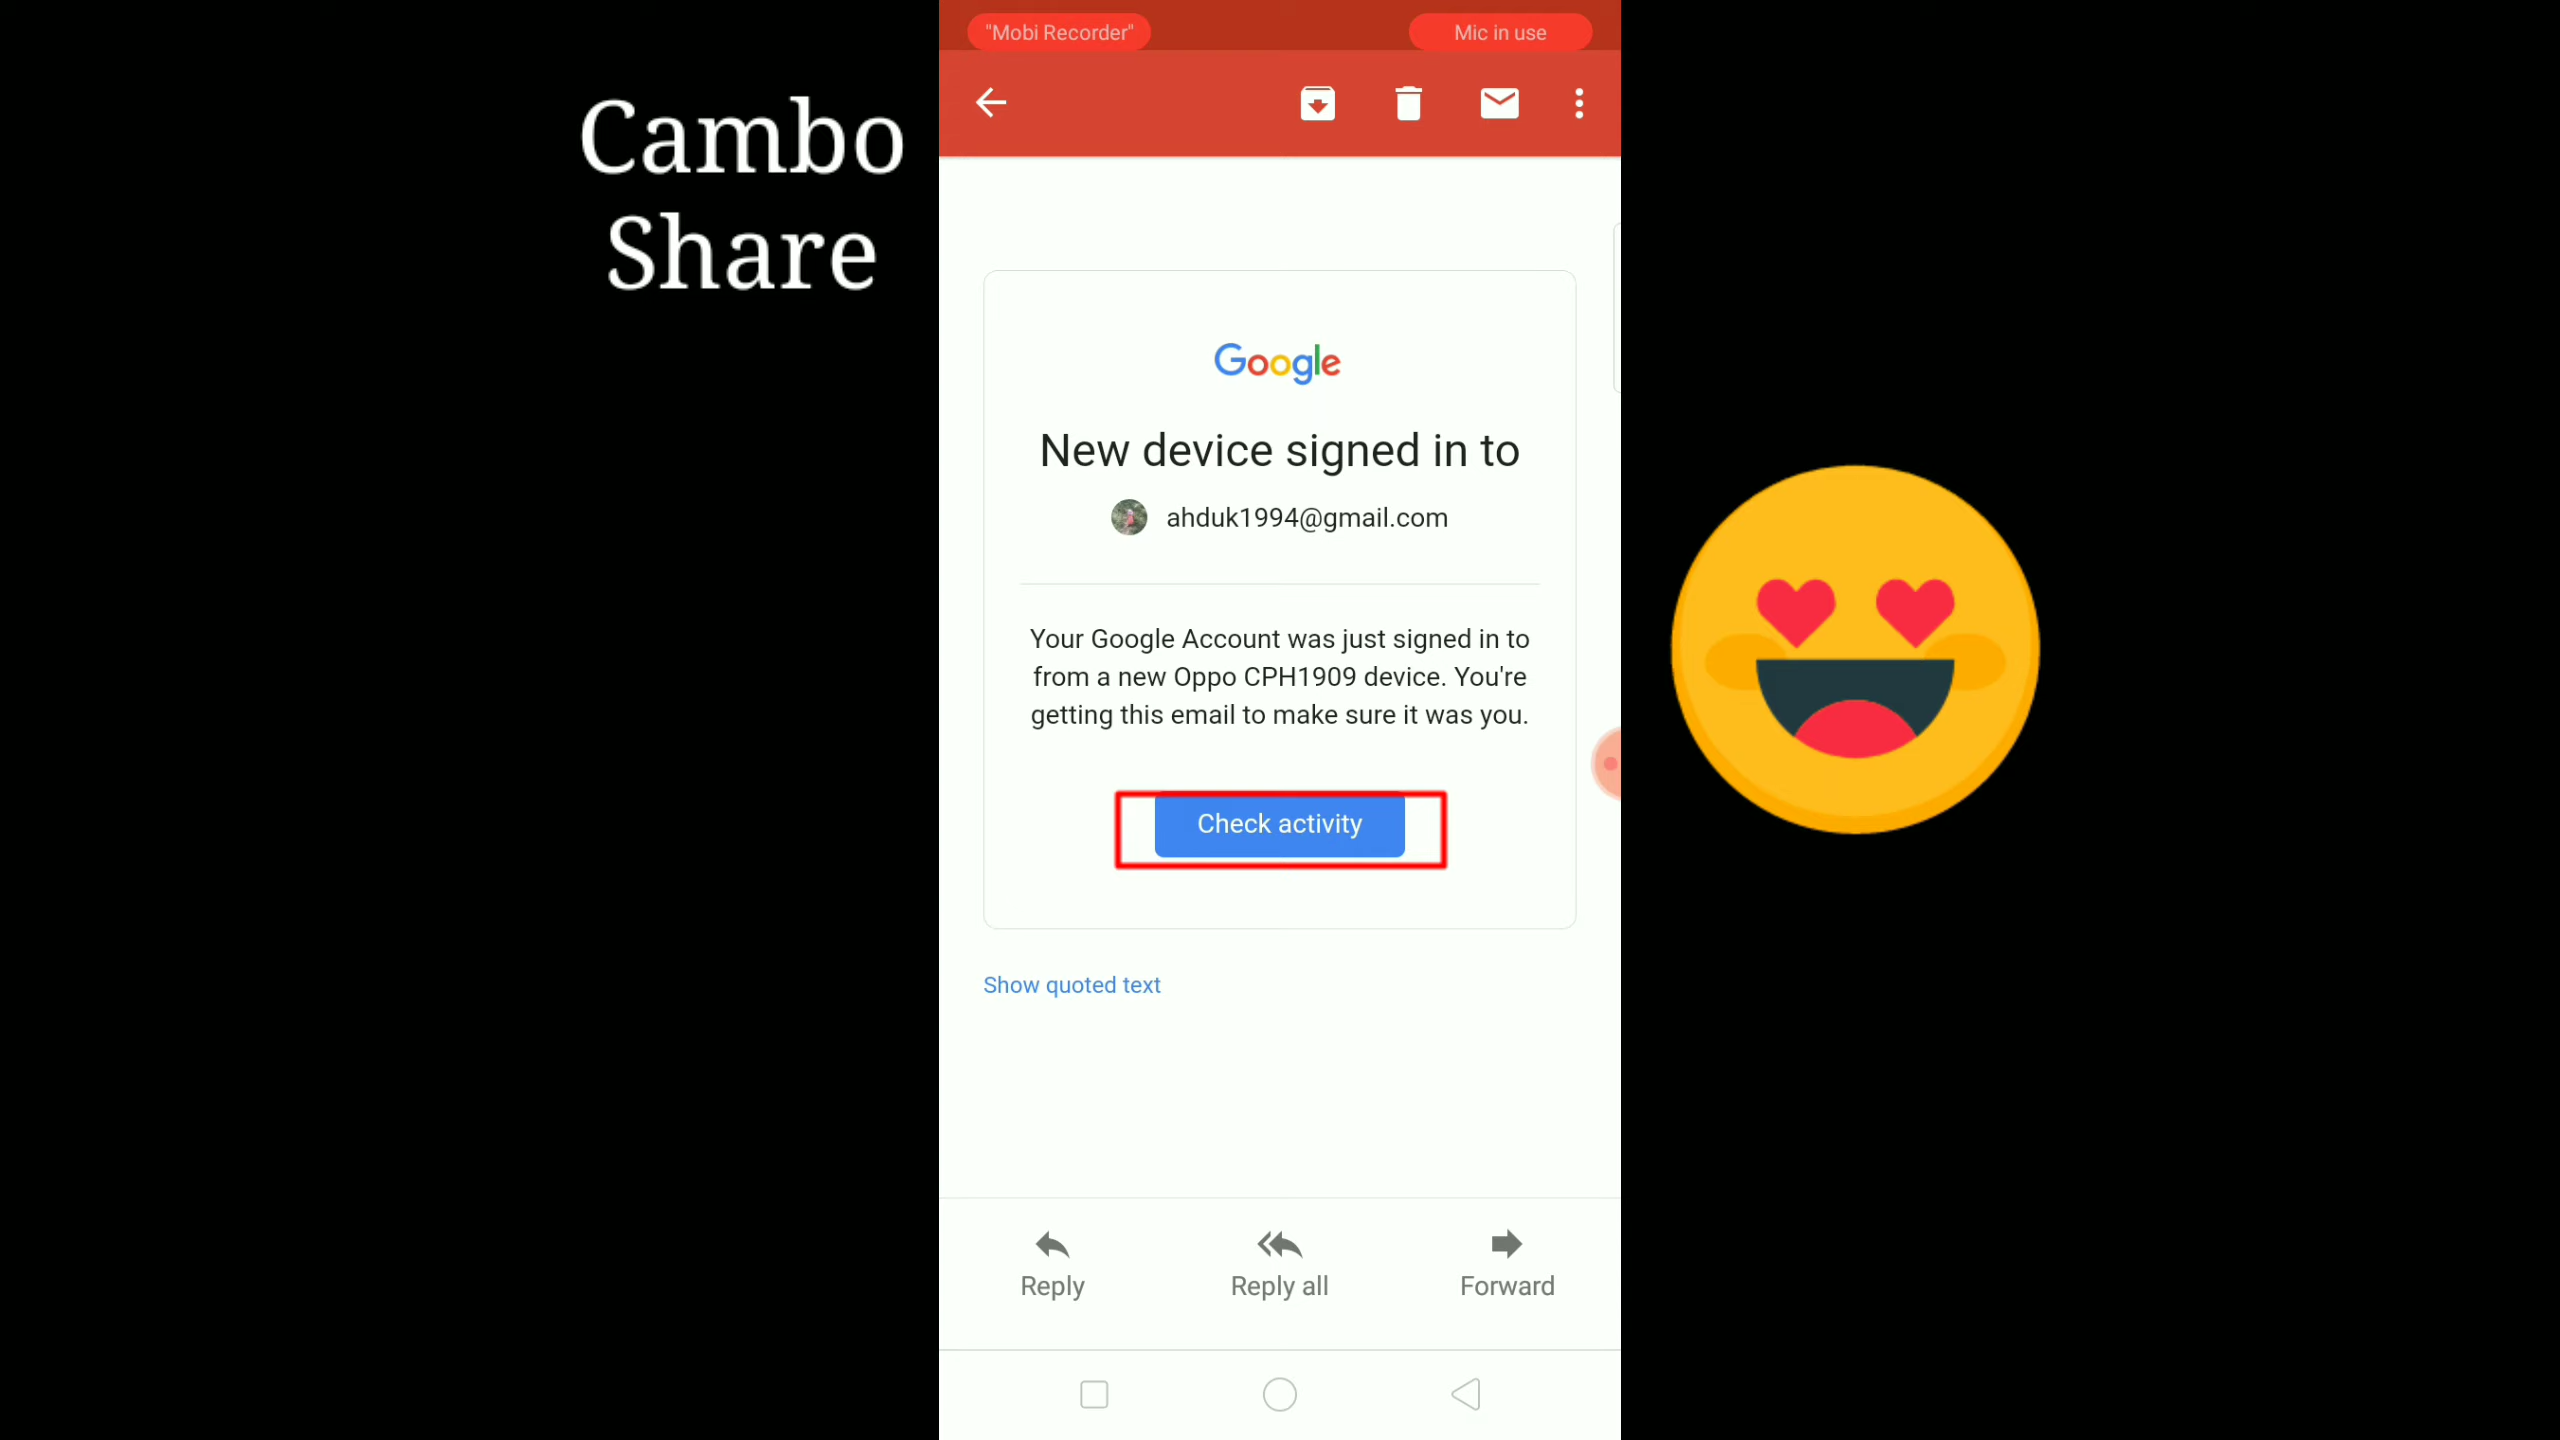 "Mobi Recorder"
Mic in use
Cambo
Share
Google
New device signed in to
ahduk1994@gmail.com
Your Google Account was just signed in to
from a new Oppo CPH1909 device. You're
getting this email to make sure it was you.
Check activity
Show quoted text
Reply
Reply all
Forward